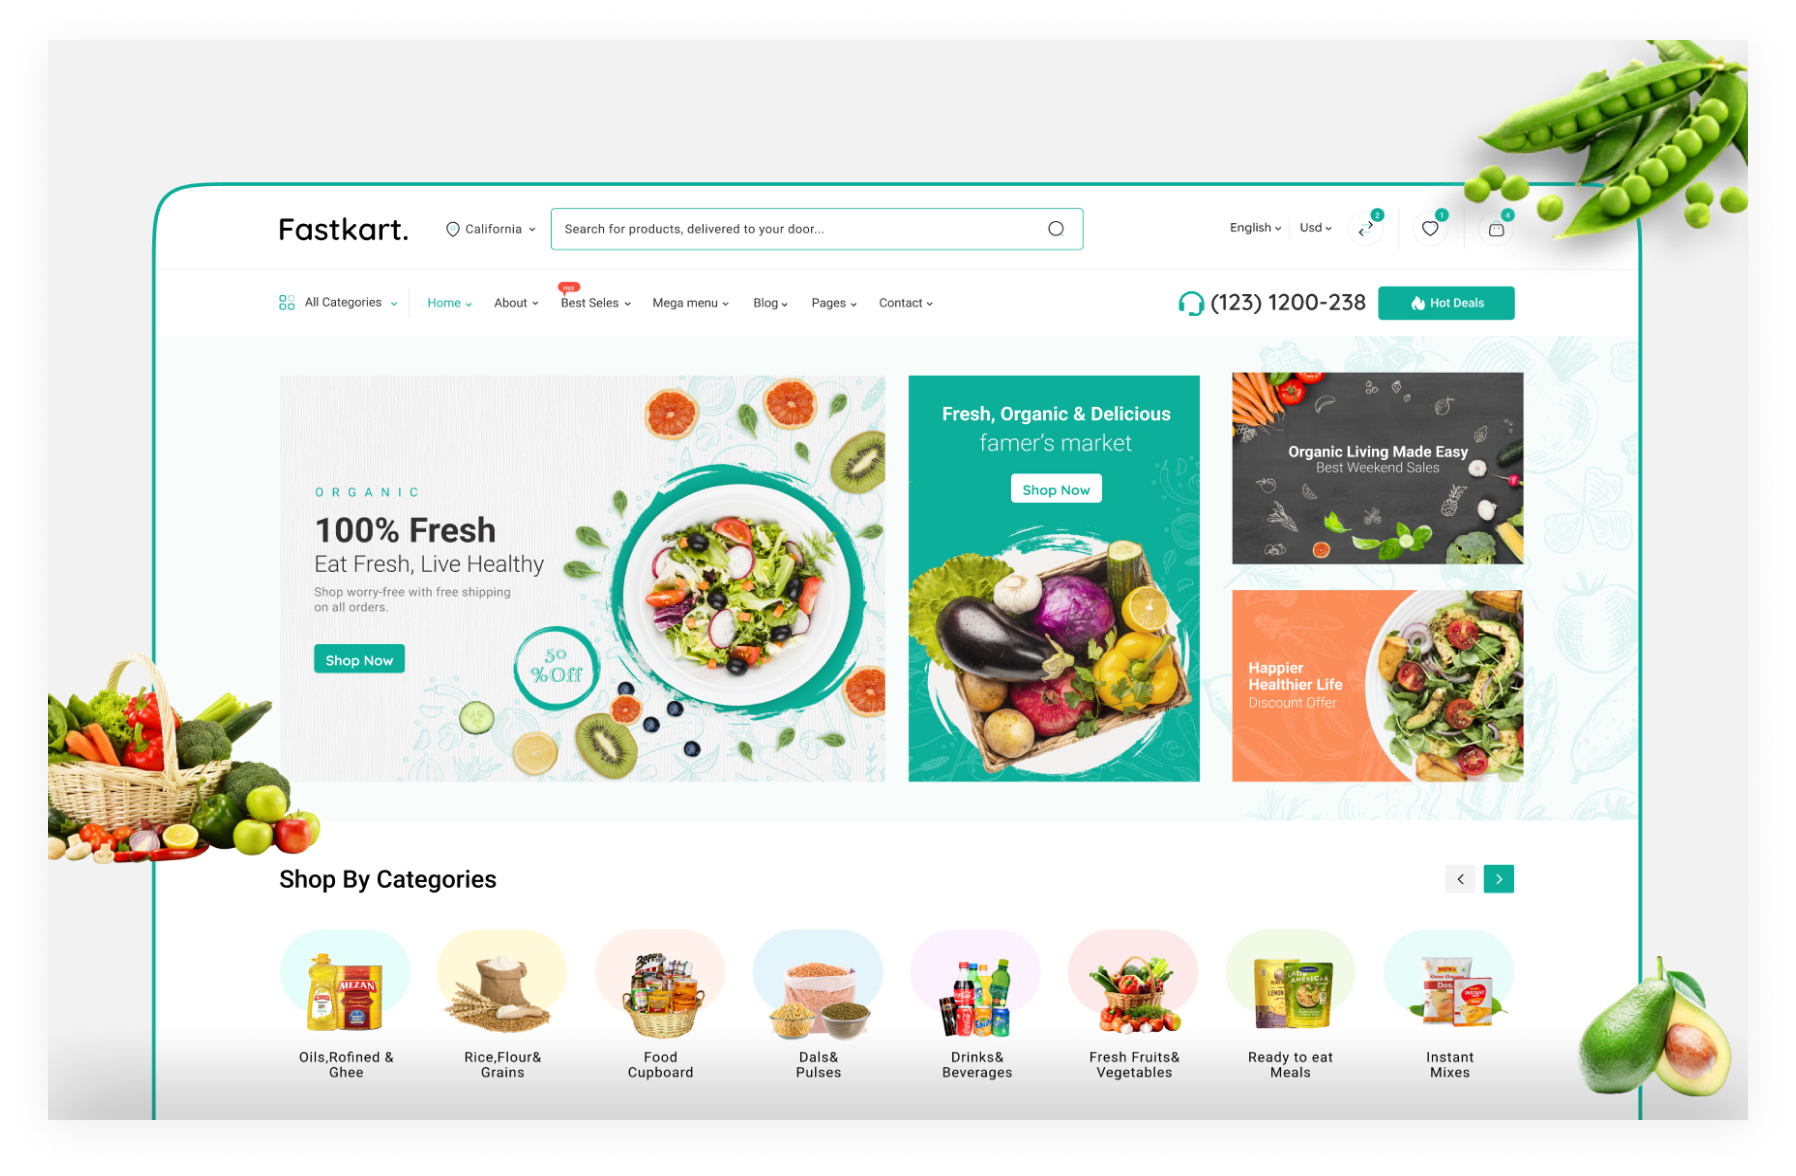 Fastkart.
California
Search for products, delivered to your door...
English
Usd
2
1
4
All Categories
Home
About
Hot
Best Seles
Mega menu
Blog
Pages
Contact
(123) 1200-238
Hot Deals
ORGANIC
100% Fresh
Eat Fresh, Live Healthy
Shop worry-free with free shipping
on all orders.
Shop Now
50
%Off
Fresh, Organic & Delicious
famer's market
Shop Now
Organic Living Made Easy
Best Weekend Sales
Happier
Healthier Life
Discount Offer
Shop By Categories
MEZAN
LATIN
AMERICAN
Oils,Rofined &
Ghee
Rice,Flour&
Grains
Food
Cupboard
Dals&
Pulses
Drinks&
Beverages
Fresh Fruits&
Vegetables
Ready to eat
Meals
Instant
Mixes